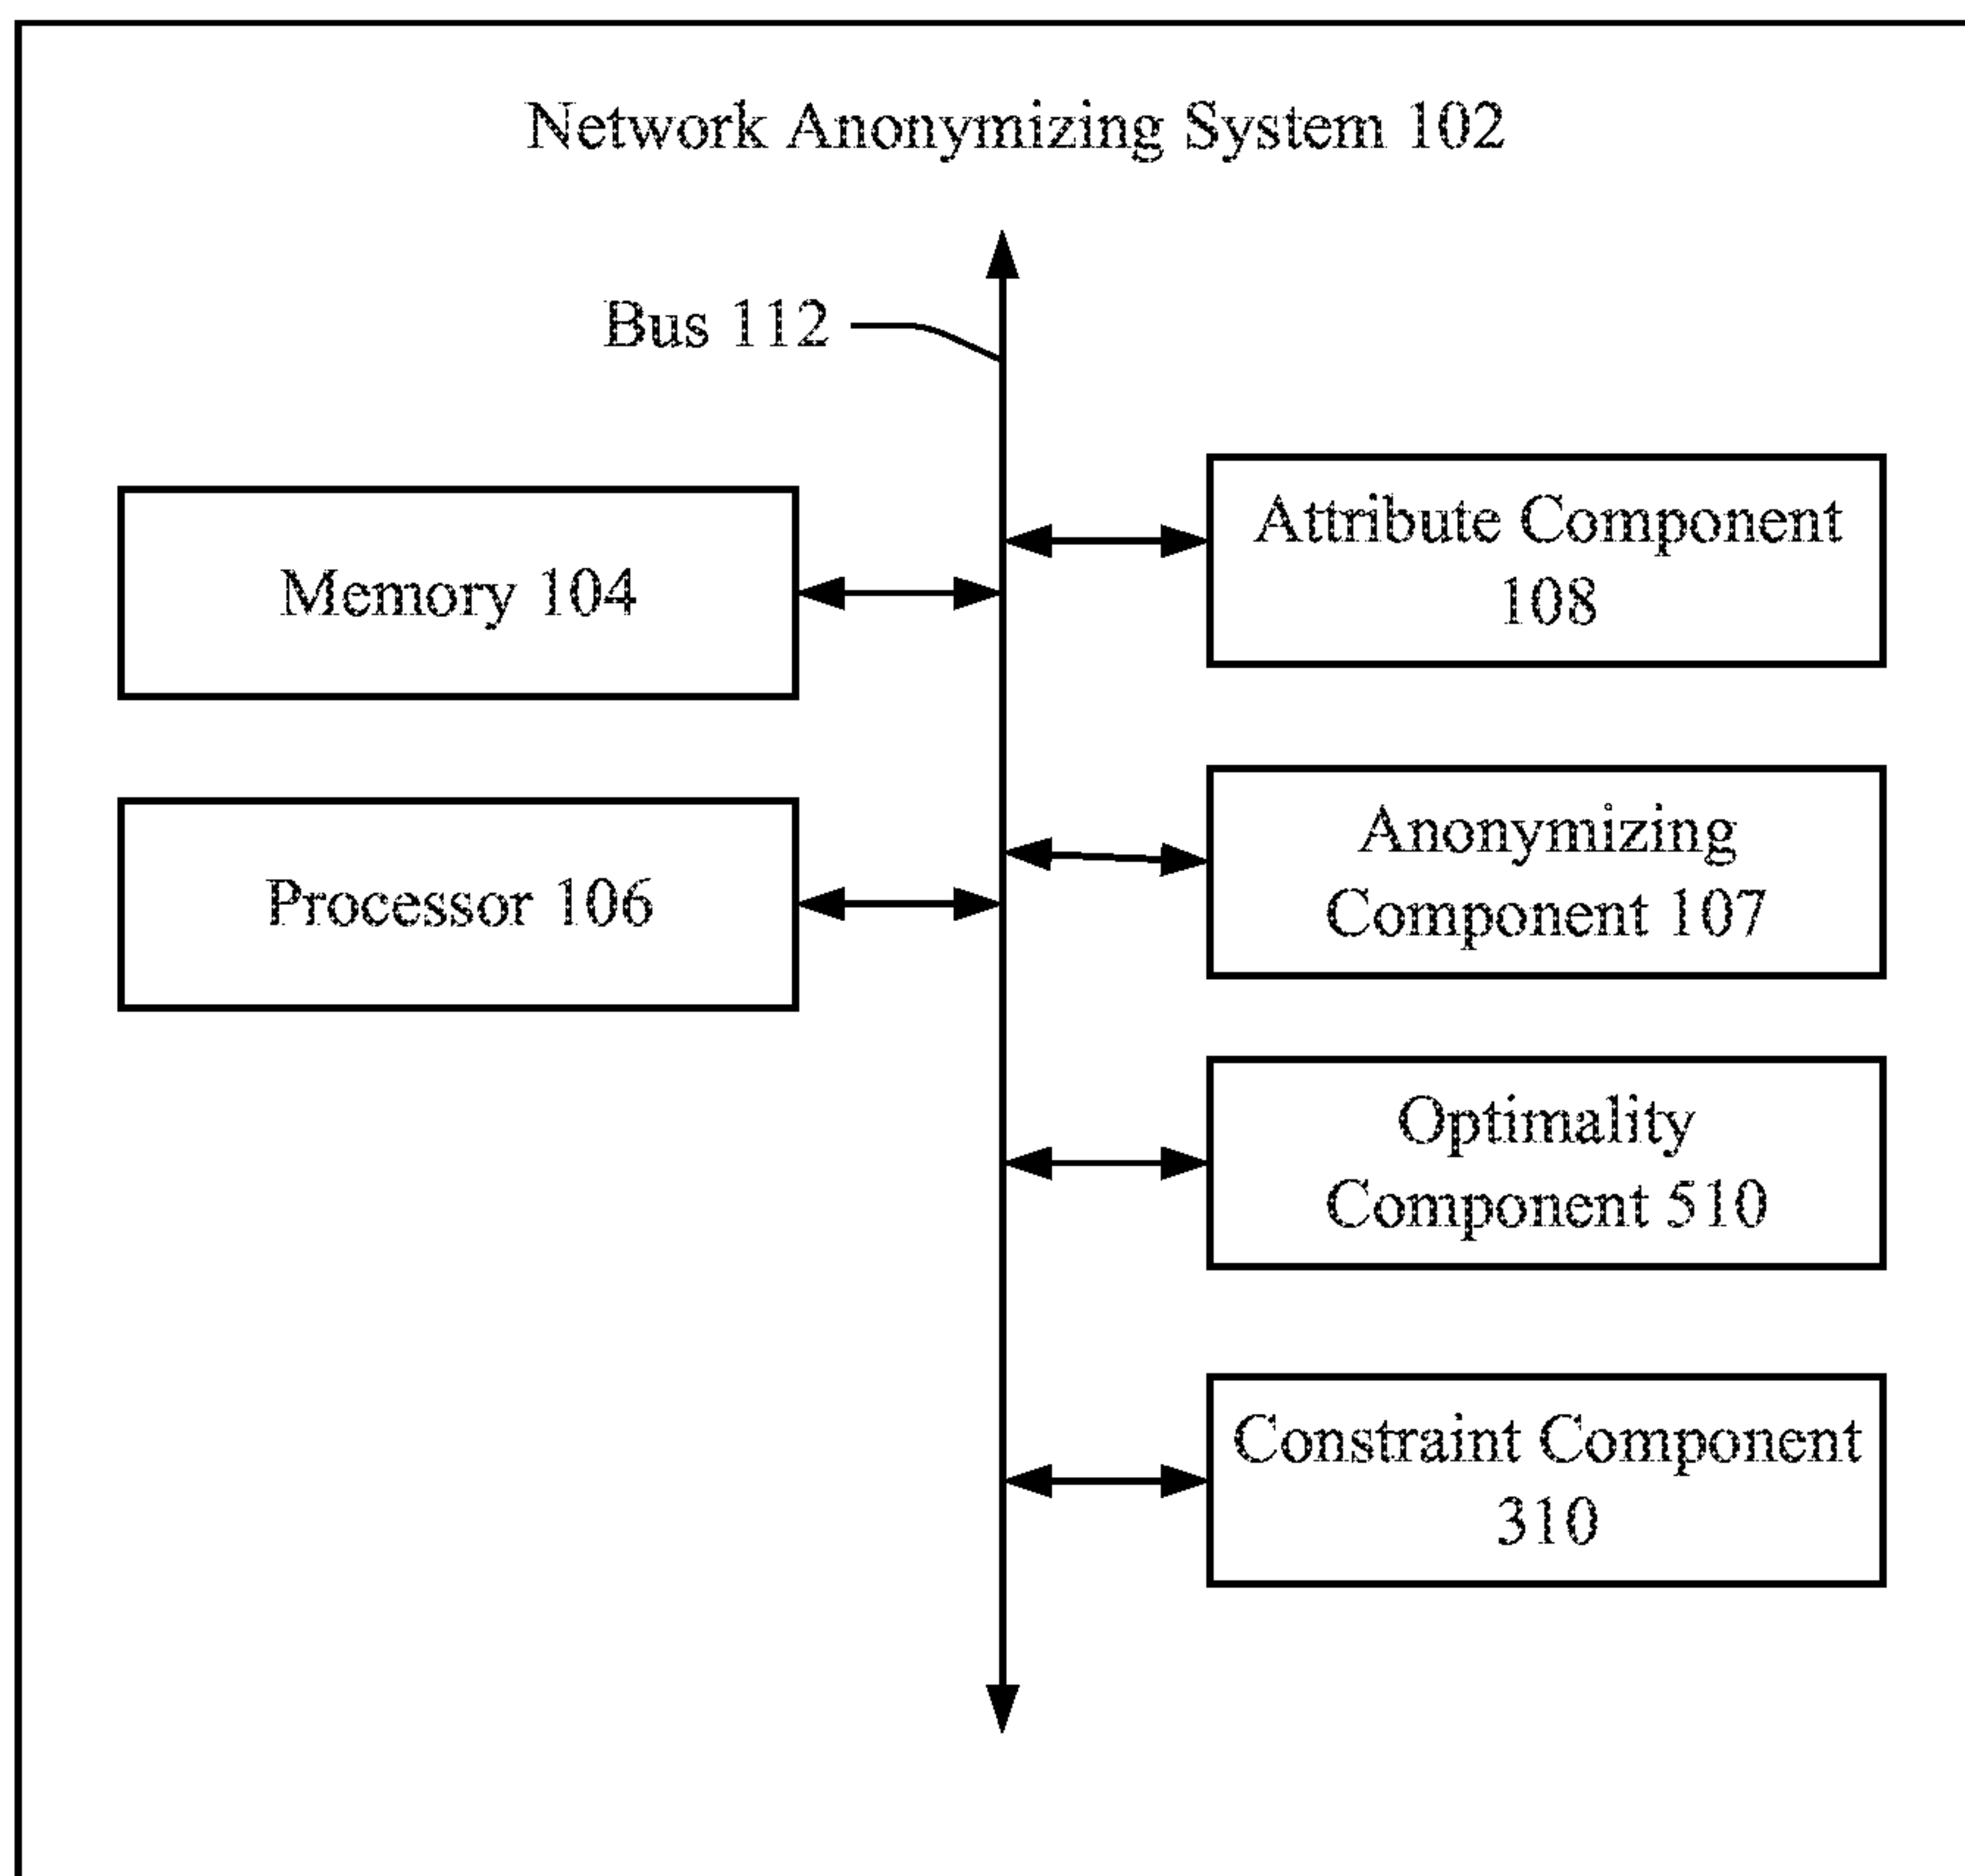 Network Anonymizing System 102
Bus 112
Memory 104
Processor 106
Attribute Component
108
Anonymizing
Component 107
Optimality
Component 510
Constraint Component
310